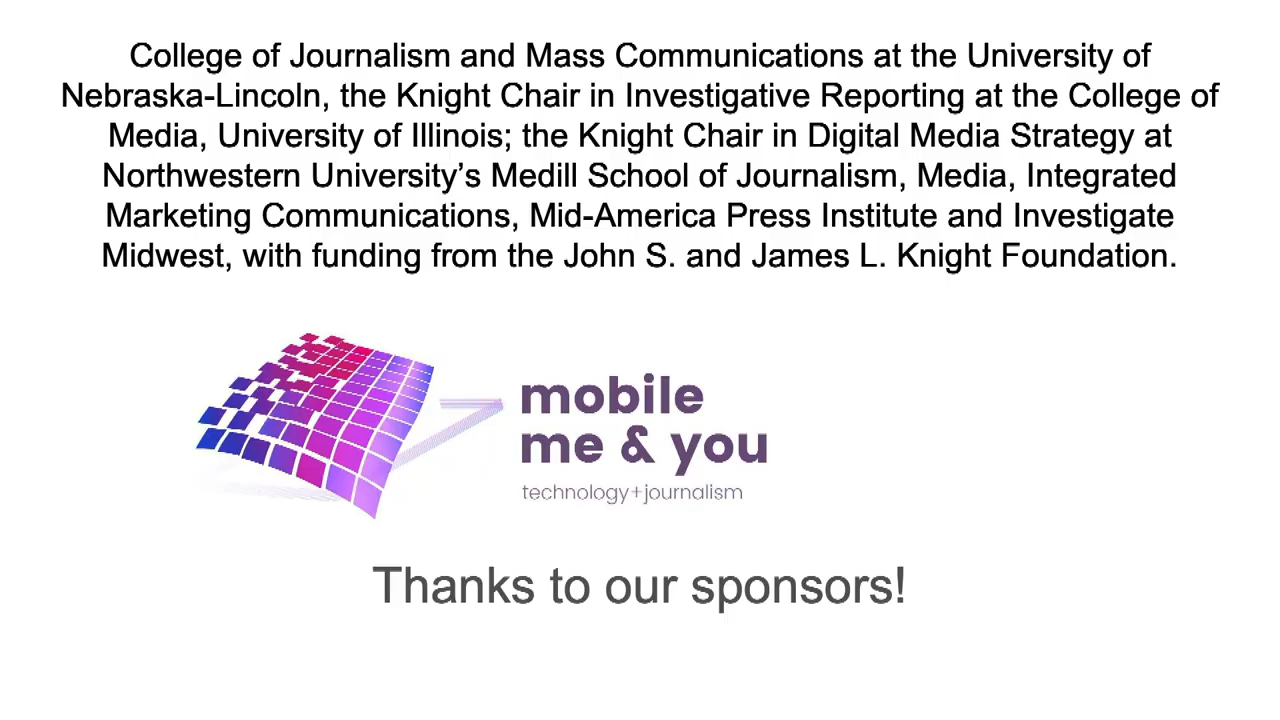 College of Journalism and Mass Communications at the University of
Nebraska-Lincoln, the Knight Chair in Investigative Reporting at the College of
Media, University of Illinois; the Knight Chair in Digital Media Strategy at
Northwestern University’s Medill School of Journalism, Media, Integrated
Marketing Communications, Mid-America Press Institute and Investigate
Midwest, with funding from the John S. and James L. Knight Foundation.
mobile
me & you
technology+journalism
Thanks to our sponsors!